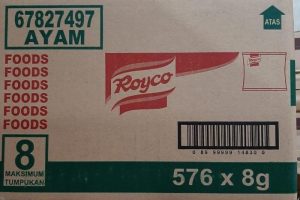 67827497
AYAM
ATAS
FOODS
FOODS
FOODS
FOODS
FOODS
FOODS
Royco
8
MAKSIMUM
TUMPUKAN
576 x 8g